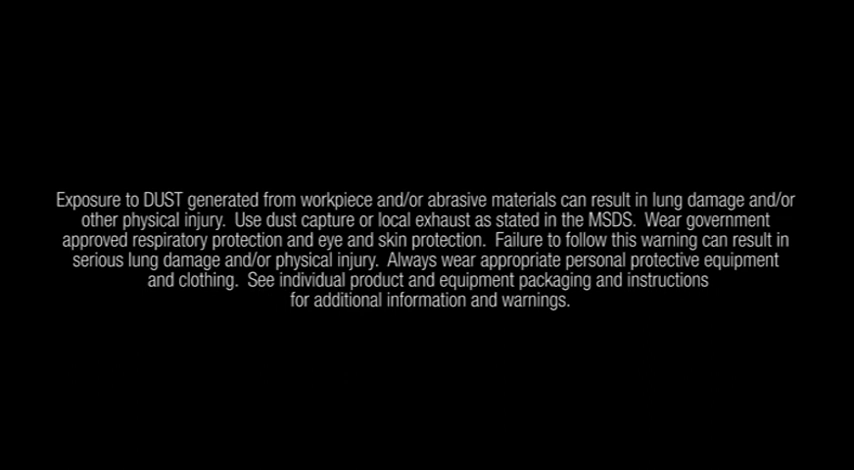 Exposure to DUST generated from workpiece and/or abrasive materials can result in lung damage and/or
other physical injury.  Use dust capture or local exhaust as stated in the MSDS.  Wear government
approved respiratory protection and eye and skin protection.  Failure to follow this warning can result in
serious lung damage and/or physical injury.  Always wear appropriate personal protective equipment
and clothing.  See individual product and equipment packaging and instructions
for additional information and warnings.